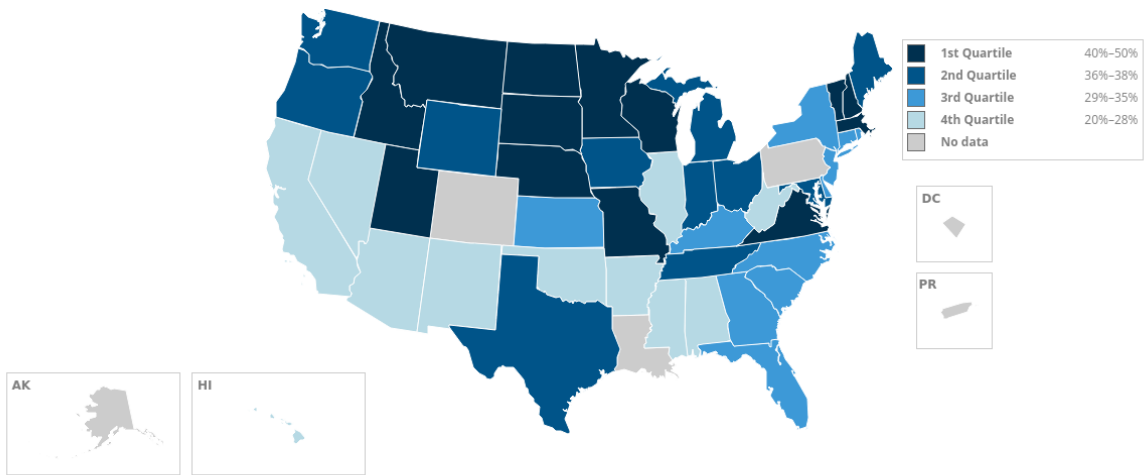 1st Quartile 40%–50%
2nd Quartile 36%–38%
3rd Quartile 29%–35%
4th Quartile 20%–28%
No data
DC
PR
AK
HI